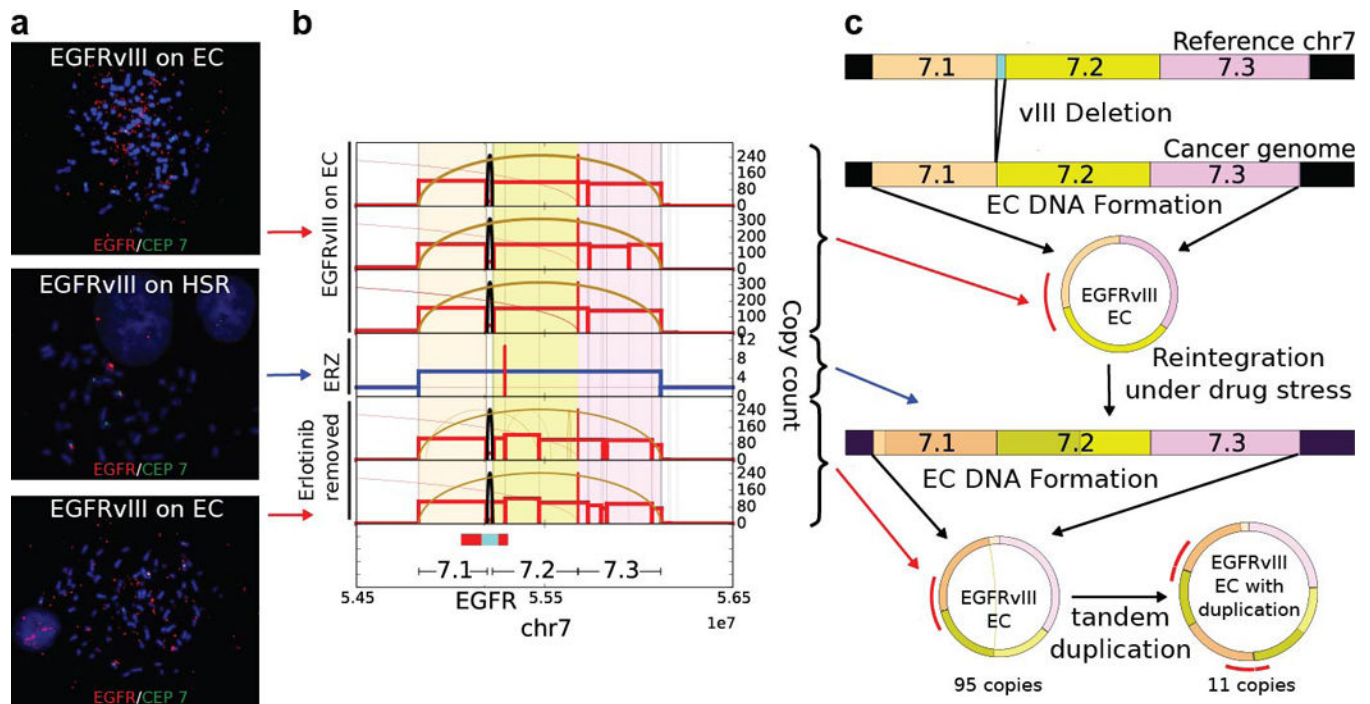 a
EGFRvIII on EC
EGFR/CEP 7
EGFRvIII on HSR
EGFR/CEP 7
EGFRvIII on EC
EGFR/CEP 7
b
EGFRvIII on EC
240
160
80
0
300
200
100
0
300
200
100
0
ERZ
12
8
4
0
Erlotinib
removed
240
160
80
0
240
160
80
0
Copy count
7.1 7.2 7.3
5.45 5.55 5.65
EGFR
1e7
chr7
c
Reference chr7
7.1 7.2 7.3
vIII Deletion
Cancer genome
7.1 7.2 7.3
EC DNA Formation
EGFRvIII
EC
Reintegration
under drug stress
7.1 7.2 7.3
EC DNA Formation
EGFRvIII
EC
95 copies
tandem
duplication
EGFRvIII
EC with
duplication
11 copies